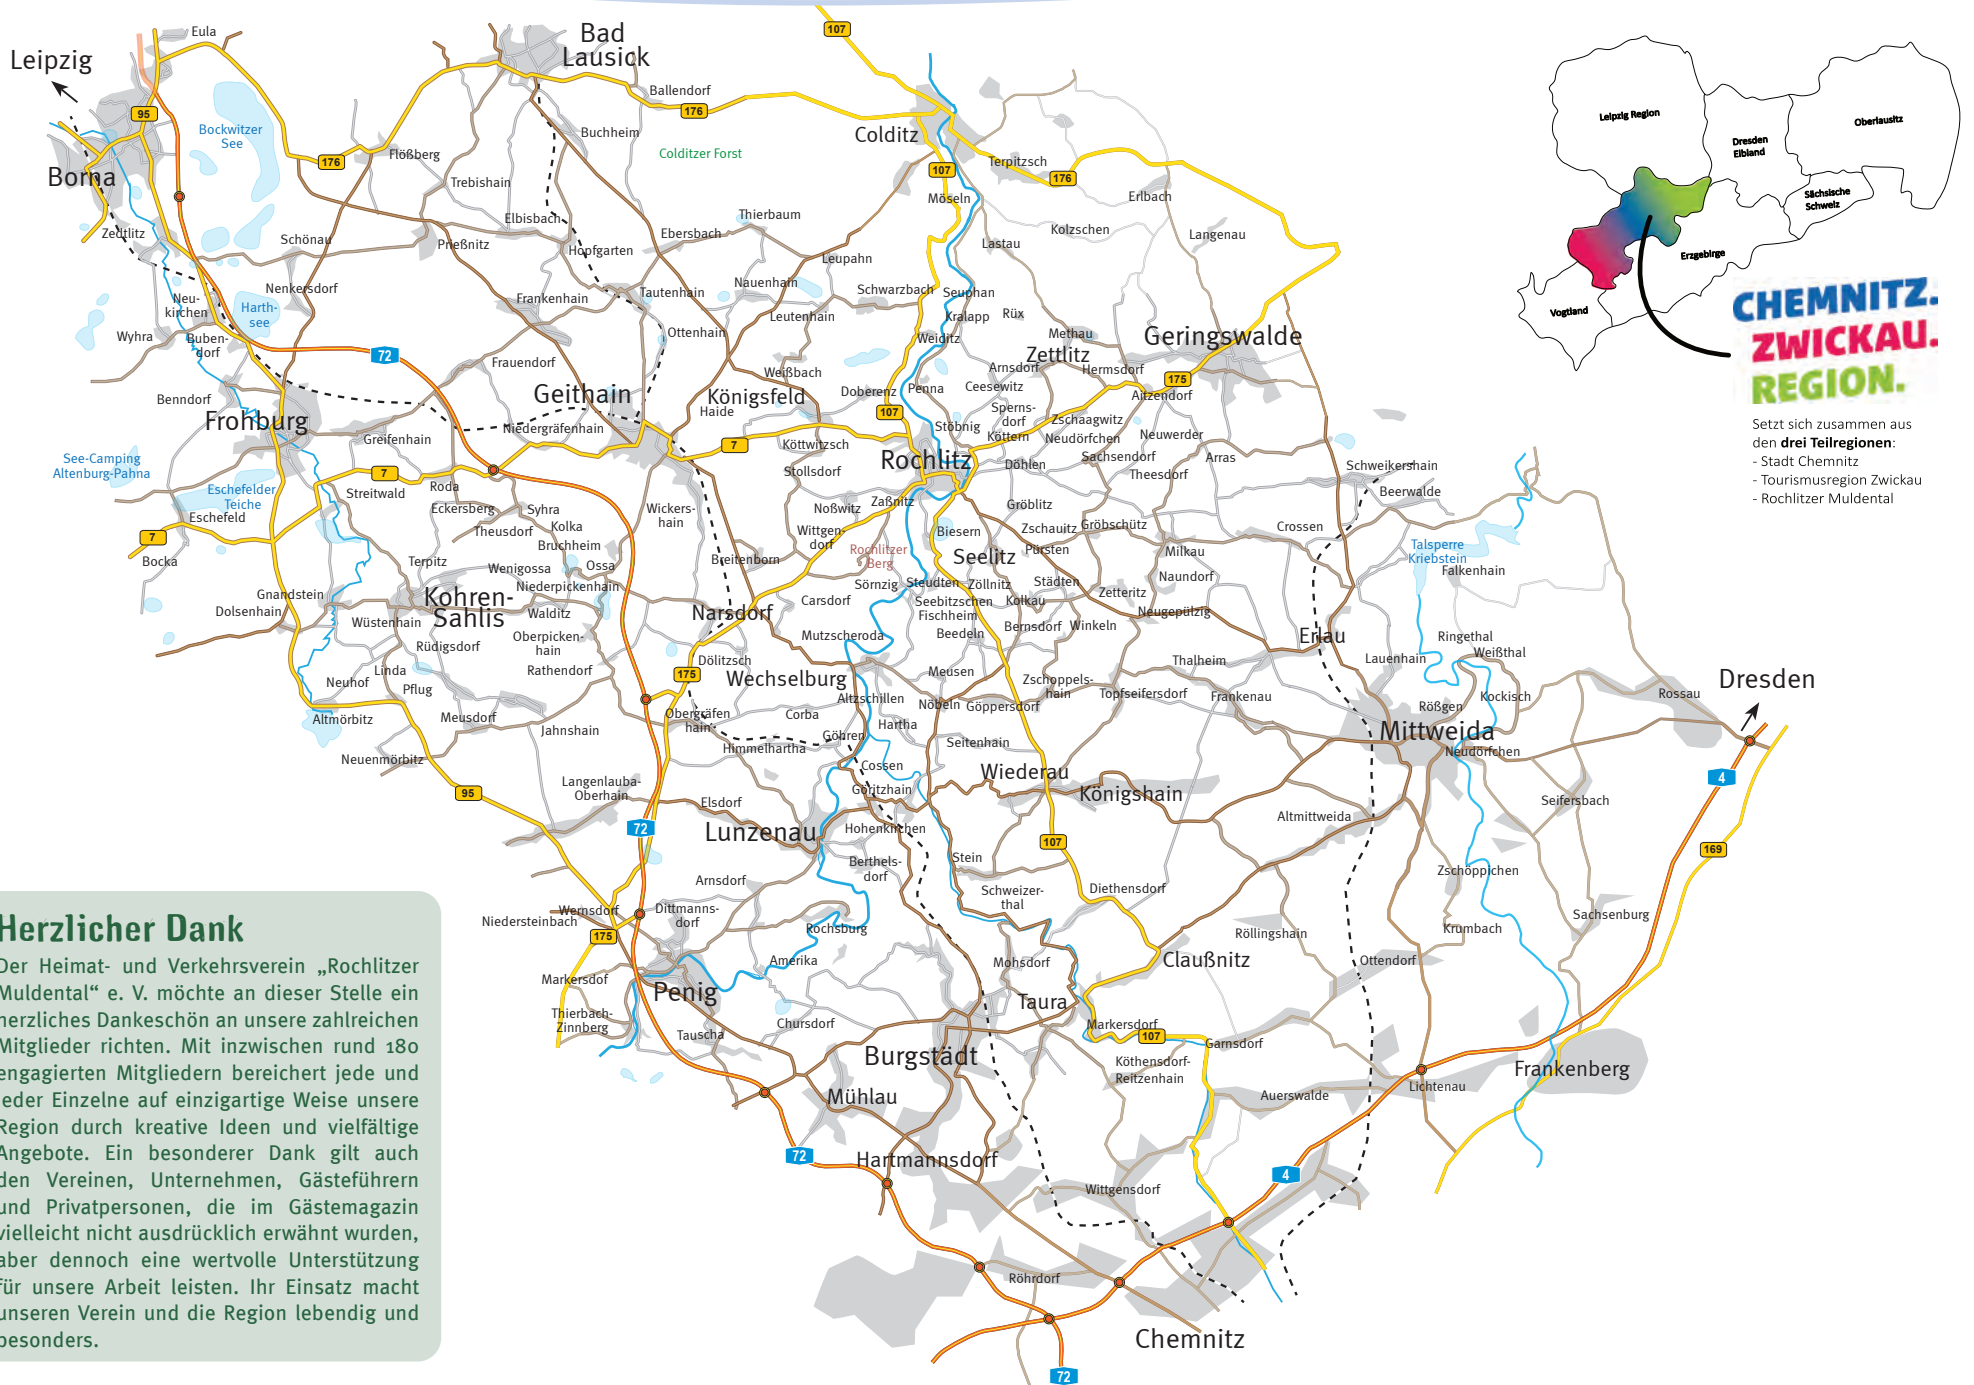 Leipzig
Eula
Bad
Lausick
107
95
Ballendorf
176
Bockwitzer
See
Buchheim
Colditz
176
Flößberg
Colditzer Forst
Terpitzsch
107
176
Borna
Trebishain
Möseln
Erlbach
Zedtlitz
Schönau
Elbisbach
Thierbaum
Prießnitz
Hopfgarten
Ebersbach
Lastau
Kolzschen
Langenau
Leupahn
Nenkersdorf
Neu-
kirchen
Harth-
see
Frankenhain
Tautenhain
Nauenhain
Schwarzbach
Seuphan
Leutenhain
Kralapp
Rüx
Wyhra
Buben-
dorf
Ottenhain
Weiditz
Methau
Geringswalde
72
Zettlitz
Frauendorf
Weißbach
Arnsdorf
Hermsdorf
175
Benndorf
Geithain
Königsfeld
Haide
Doberenz
Penna
Ceesewitz
Aitzendorf
107
Sperns-
dorf
Zschaagwitz
Frohburg
Niedergräfenhain
Stöbnig
Köttern
Neudörfchen
Neuwerder
Greifenhain
7
Köttwitzsch
Sachsendorf
Arras
See-Camping
Altenburg-Pahna
7
Stollsdorf
Rochlitz
Döhlen
Theesdorf
Schweikershain
Eschefelder
Teiche
Streitwald
Roda
Beerwalde
Eschefeld
Eckersberg
Syhra
Wickers-
hain
Noßwitz
Zaßnitz
Gröblitz
7
Theusdorf
Kolka
Bruchheim
Wittgen-
dorf
Biesern
Zschauitz
Gröbschütz
Crossen
Bocka
Breitenborn
Rochlitzer
Berg
Seelitz
Pürsten
Milkau
Talsperre
Kriebstein
Terpitz
Wenigossa
Ossa
Falkenhain
Gnandstein
Niederpickenhain
Sörnzig
Steudten
Zöllnitz
Städten
Naundorf
Dolsenhain
Kohren-
Sahlis
Walditz
Narsdorf
Carsdorf
Seebitzschen
Kolkau
Zetteritz
Wüstenhain
Fischheim
Neugepülzig
Oberpicken-
hain
Mutzscheroda
Beedeln
Bernsdorf
Winkeln
Erlau
Ringethal
Rüdigsdorf
Weißthal
Linda
Rathendorf
Dölitzsch
175
Wechselburg
Meusen
Thalheim
Lauenhain
Neuhof
Pflug
Zschoppels-
hain
Topfseifersdorf
Frankenau
Kockisch
Rossau
Dresden
Altzschillen
Nöbeln
Göppersdorf
Rößgen
Altmörbitz
Meusdorf
Obergräfen
hain
Corba
Hartha
Mittweida
Jahnshain
Himmelhartha
Göhren
Seitenhain
Neudörfchen
Neuenmörbitz
Cossen
Wiederau
4
95
Langenlauba-
Oberhain
Göritzhain
Königshain
Elsdorf
Seifersbach
72
Lunzenau
Hohenkirchen
Altmittweida
107
169
Berthels-
dorf
Stein
Zschöppichen
Arnsdorf
Schweizer-
thal
Diethensdorf
Niedersteinbach
Wernsdorf
Dittmanns-
dorf
Sachsenburg
175
Rochsburg
Röllingshain
Krumbach
Markersdof
Amerika
Mohsdorf
Claußnitz
Ottendorf
Penig
Taura
Thierbach-
Zinnberg
Tauscha
Chursdorf
Markersdorf
107
Garnsdorf
Burgstädt
Köthensdorf-
Reitzenhain
Frankenberg
Mühlau
Auerswalde
Lichtenau
72
Hartmannsdorf
4
Wittgensdorf
Röhrdorf
Chemnitz
72
Leipzig Region
Dresden
Elbland
Oberlausitz
Sächsische
Schweiz
Erzgebirge
Vogtland
CHEMNITZ.
ZWICKAU.
REGION.
Setzt sich zusammen aus
den drei Teilregionen:
- Stadt Chemnitz
- Tourismusregion Zwickau
- Rochlitzer Muldental
Herzlicher Dank
Der Heimat- und Verkehrsverein „Rochlitzer
Muldental“ e. V. möchte an dieser Stelle ein
herzliches Dankeschön an unsere zahlreichen
Mitglieder richten. Mit inzwischen rund 180
engagierten Mitgliedern bereichert jede und
jeder Einzelne auf einzigartige Weise unsere
Region durch kreative Ideen und vielfältige
Angebote. Ein besonderer Dank gilt auch
den Vereinen, Unternehmen, Gästeführern
und Privatpersonen, die im Gästemagazin
vielleicht nicht ausdrücklich erwähnt wurden,
aber dennoch eine wertvolle Unterstützung
für unsere Arbeit leisten. Ihr Einsatz macht
unseren Verein und die Region lebendig und
besonders.